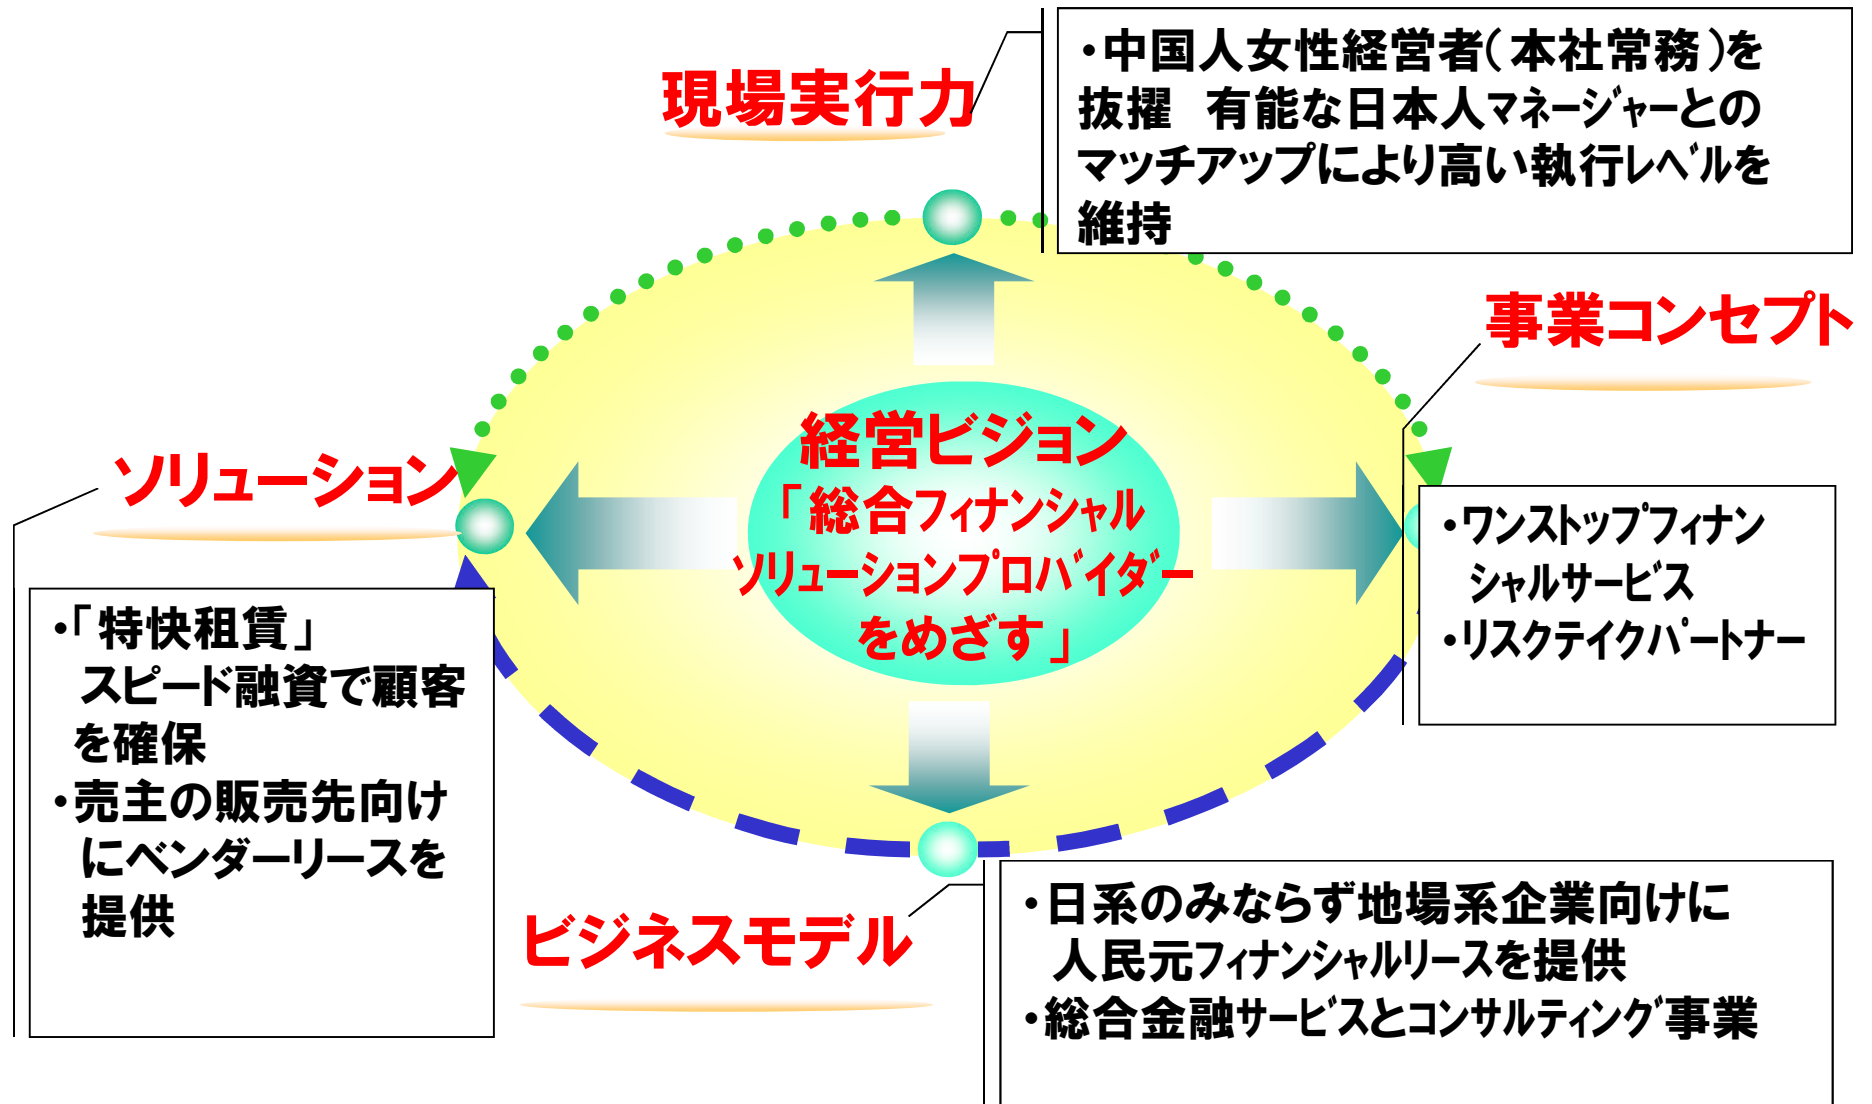 現場実行力
・中国人女性経営者(本社常務)を
抜擢　有能な日本人マネージャーとの
マッチアップにより高い執行レベルを
維持
事業コンセプト
・ワンストップフィナン
シャルサービス
・リスクテイクパートナー
経営ビジョン
「総合フィナンシャル
ソリューションプロバイダー
をめざす」
ソリューション
・「特快租賃」
スピード融資で顧客
を確保
・売主の販売先向け
にベンダーリースを
提供
ビジネスモデル
・日系のみならず地場系企業向けに
人民元フィナンシャルリースを提供
・総合金融サービスとコンサルティング事業